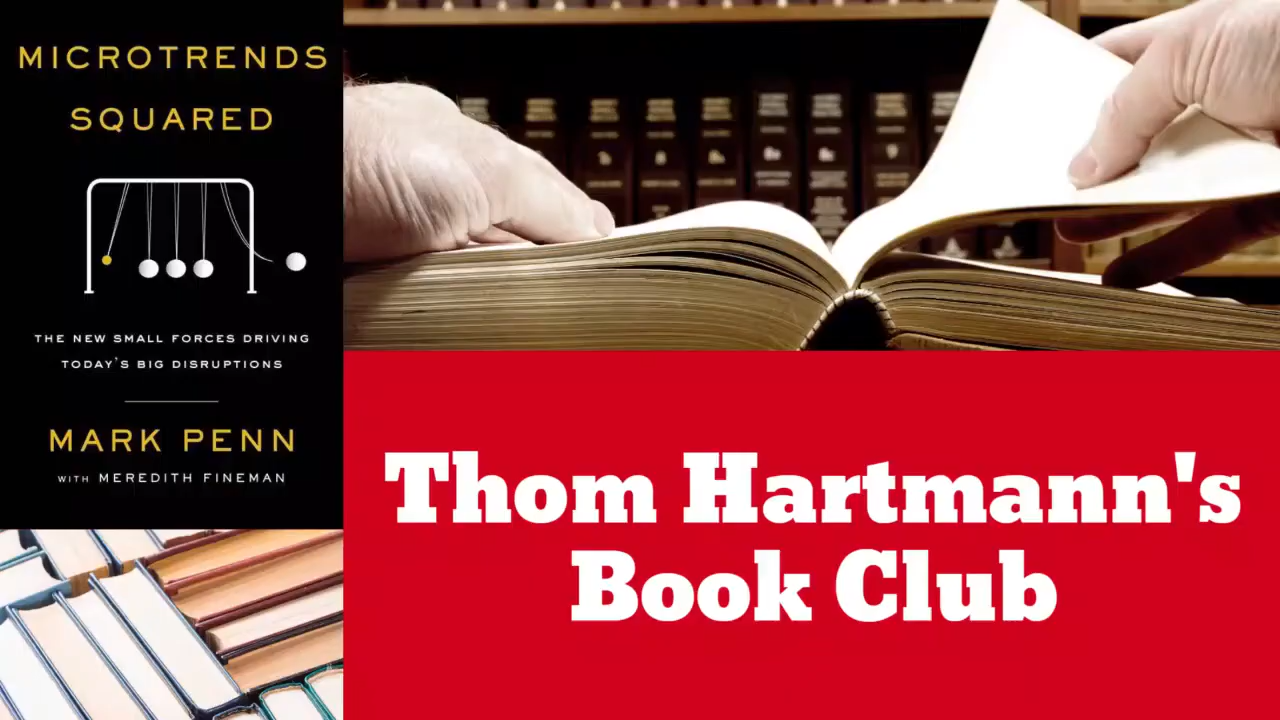 MICROTRENDS
SQUARED
THE NEW SMALL FORCES DRIVING
TODAY'S BIG DISRUPTIONS
MARK PENN
WITH MEREDITH FINEMAN
Thom Hartmann's
Book Club